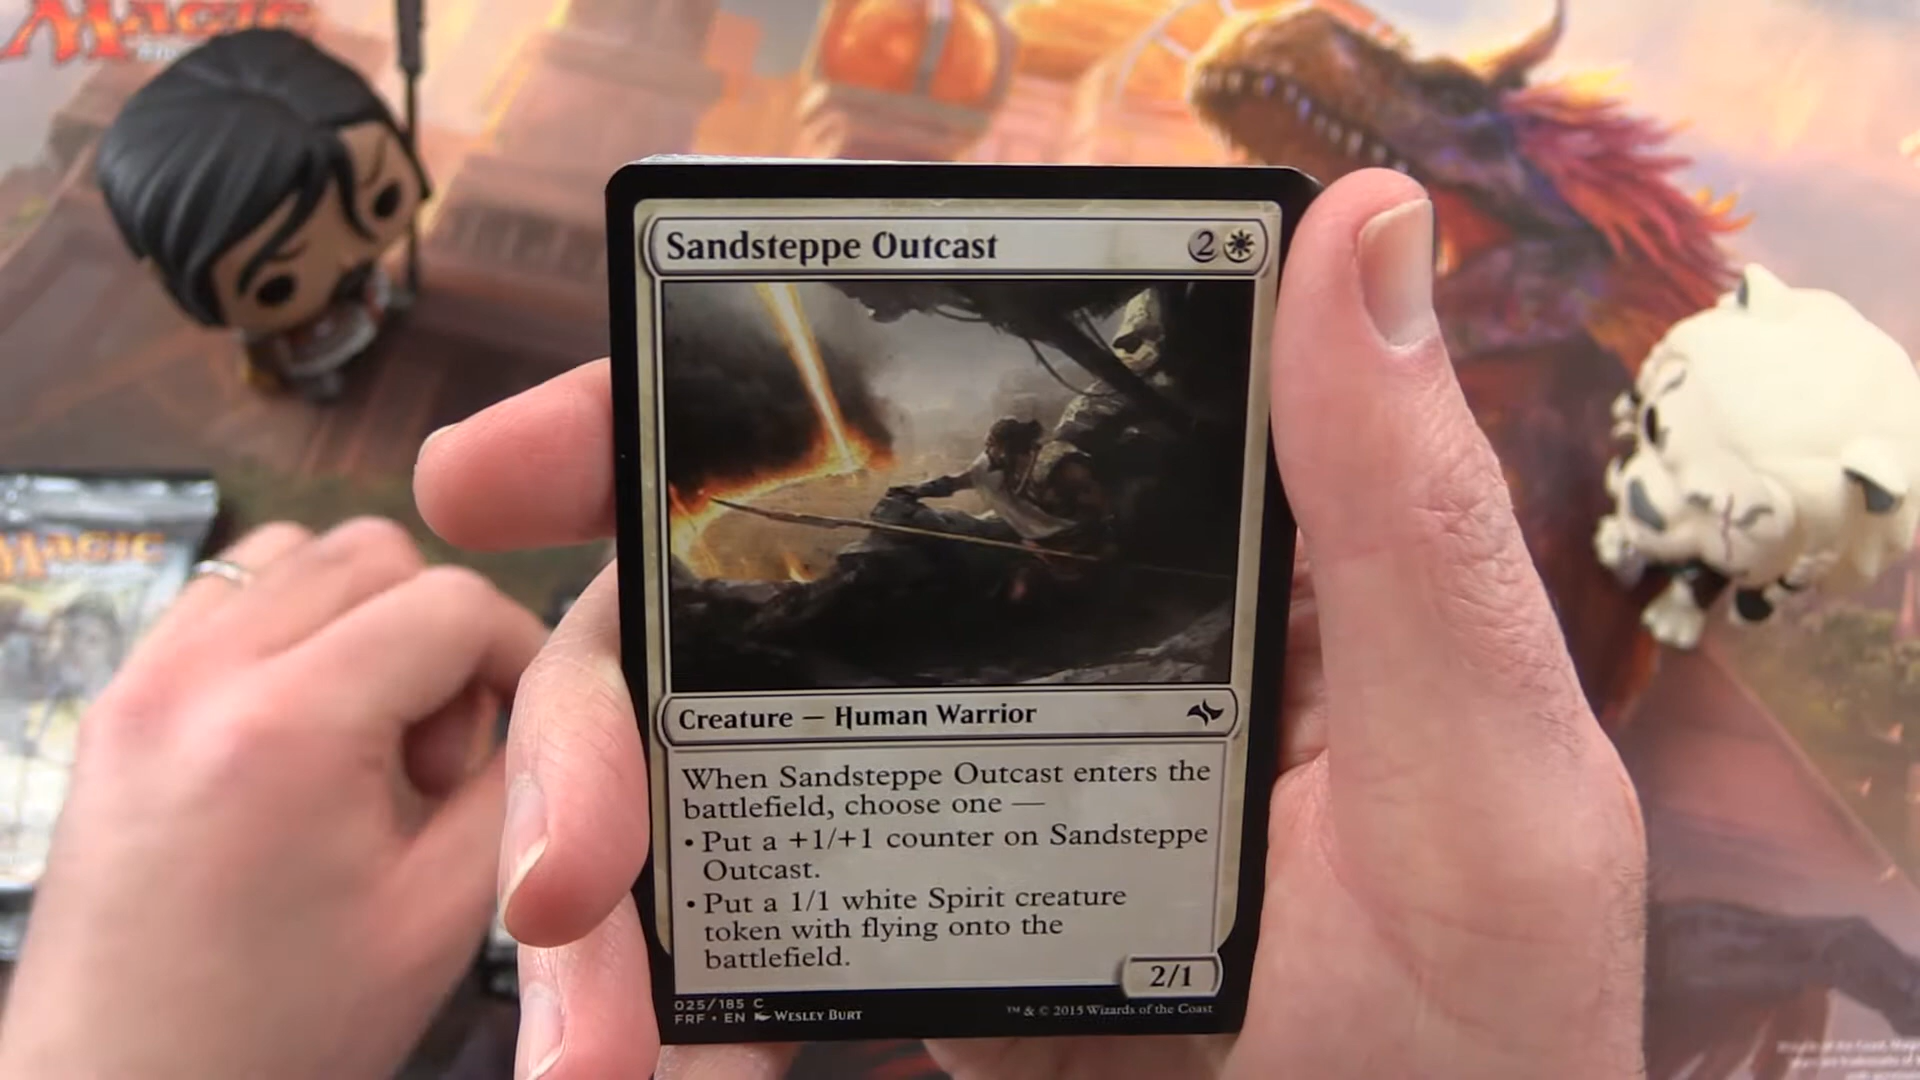 Magic
Sandsteppe Outcast 2
Creature — Human Warrior
When Sandsteppe Outcast enters the
battlefield, choose one —
• Put a +1/+1 counter on Sandsteppe
Outcast.
• Put a 1/1 white Spirit creature
token with flying onto the
battlefield.
2/1
025/185 C
FRF • EN WESLEY BURT
™ & © 2015 Wizards of the Coast
Magic